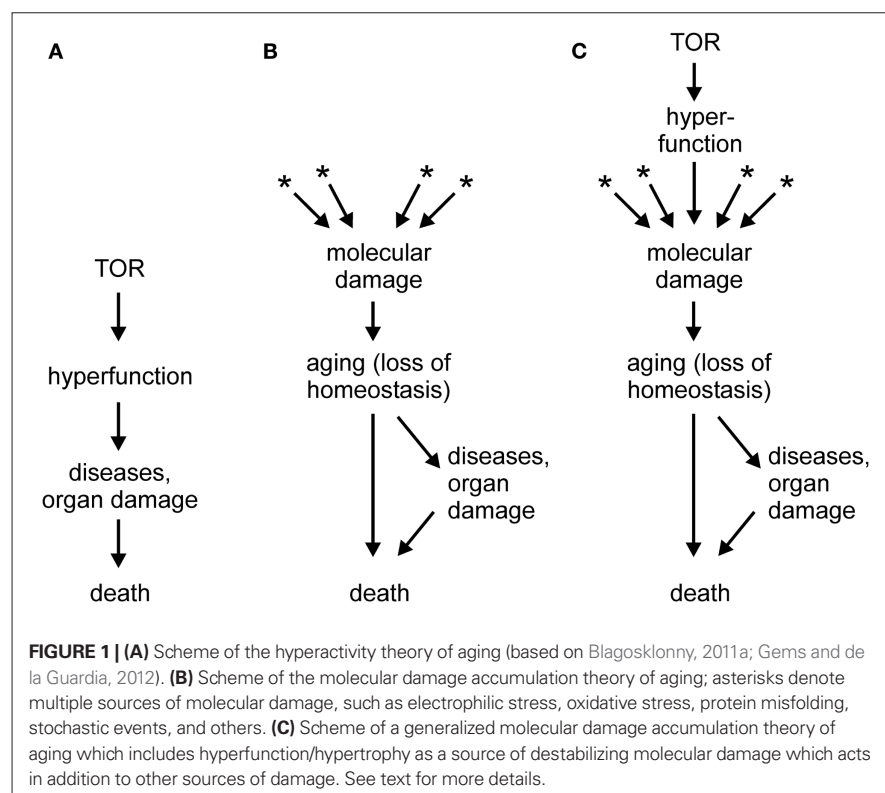 A
TOR
hyperfunction
diseases,
organ damage
death
B
* * * *
molecular
damage
aging (loss of
homeostasis)
diseases,
organ
damage
death
C
TOR
hyper-
function
* * * *
molecular
damage
aging (loss of
homeostasis)
diseases,
organ
damage
death
FIGURE 1 | (A) Scheme of the hyperactivity theory of aging (based on Blagosklonny, 2011a; Gems and de
la Guardia, 2012). (B) Scheme of the molecular damage accumulation theory of aging; asterisks denote
multiple sources of molecular damage, such as electrophilic stress, oxidative stress, protein misfolding,
stochastic events, and others. (C) Scheme of a generalized molecular damage accumulation theory of
aging which includes hyperfunction/hypertrophy as a source of destabilizing molecular damage which acts
in addition to other sources of damage. See text for more details.